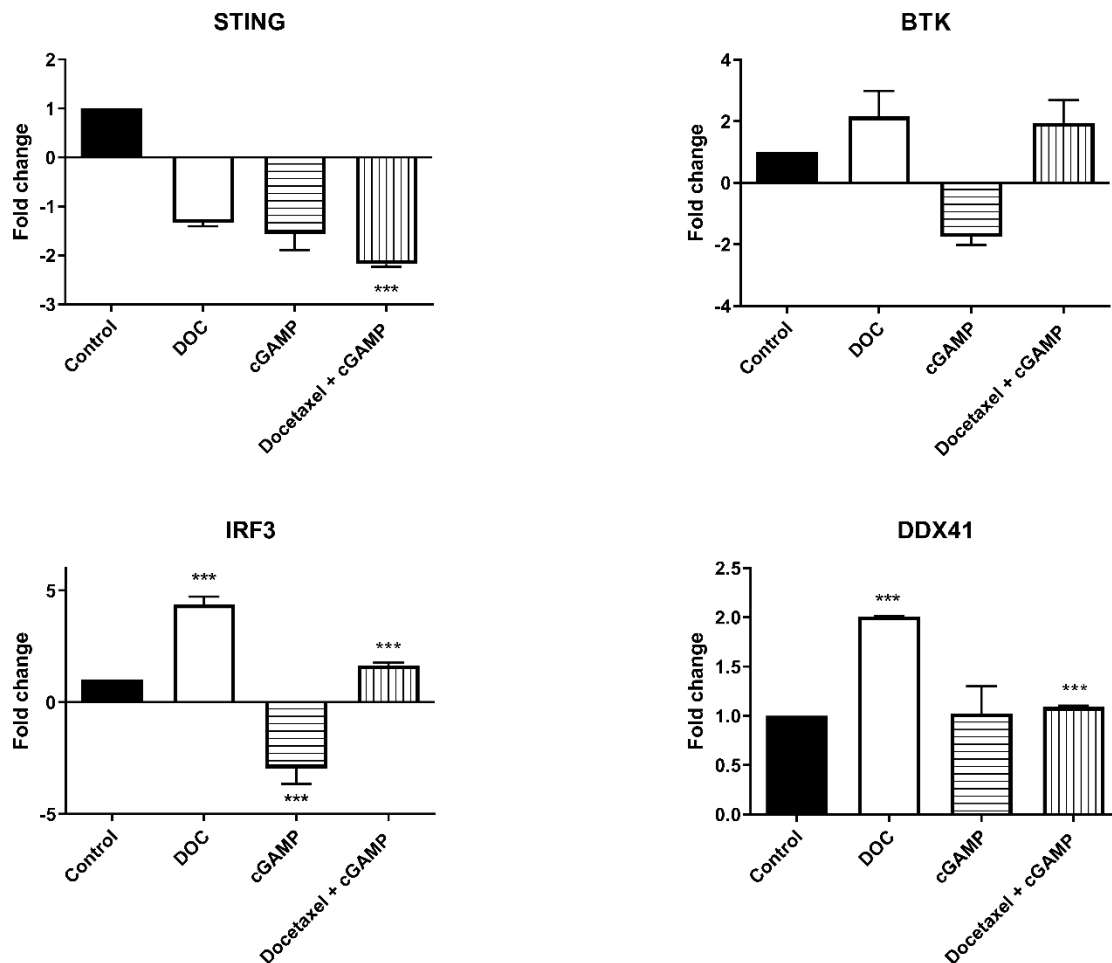 STING
Fold change
2
1
0
-1
-2
-3
***
Control
DOC
cGAMP
Docetaxel + cGAMP
BTK
Fold change
4
2
0
-2
-4
Control
DOC
cGAMP
Docetaxel + cGAMP
IRF3
Fold change
5
0
-5
***
***
***
Control
DOC
cGAMP
Docetaxel + cGAMP
DDX41
Fold change
2.5
2.0
1.5
1.0
0.5
0.0
***
***
Control
DOC
cGAMP
Docetaxel + cGAMP